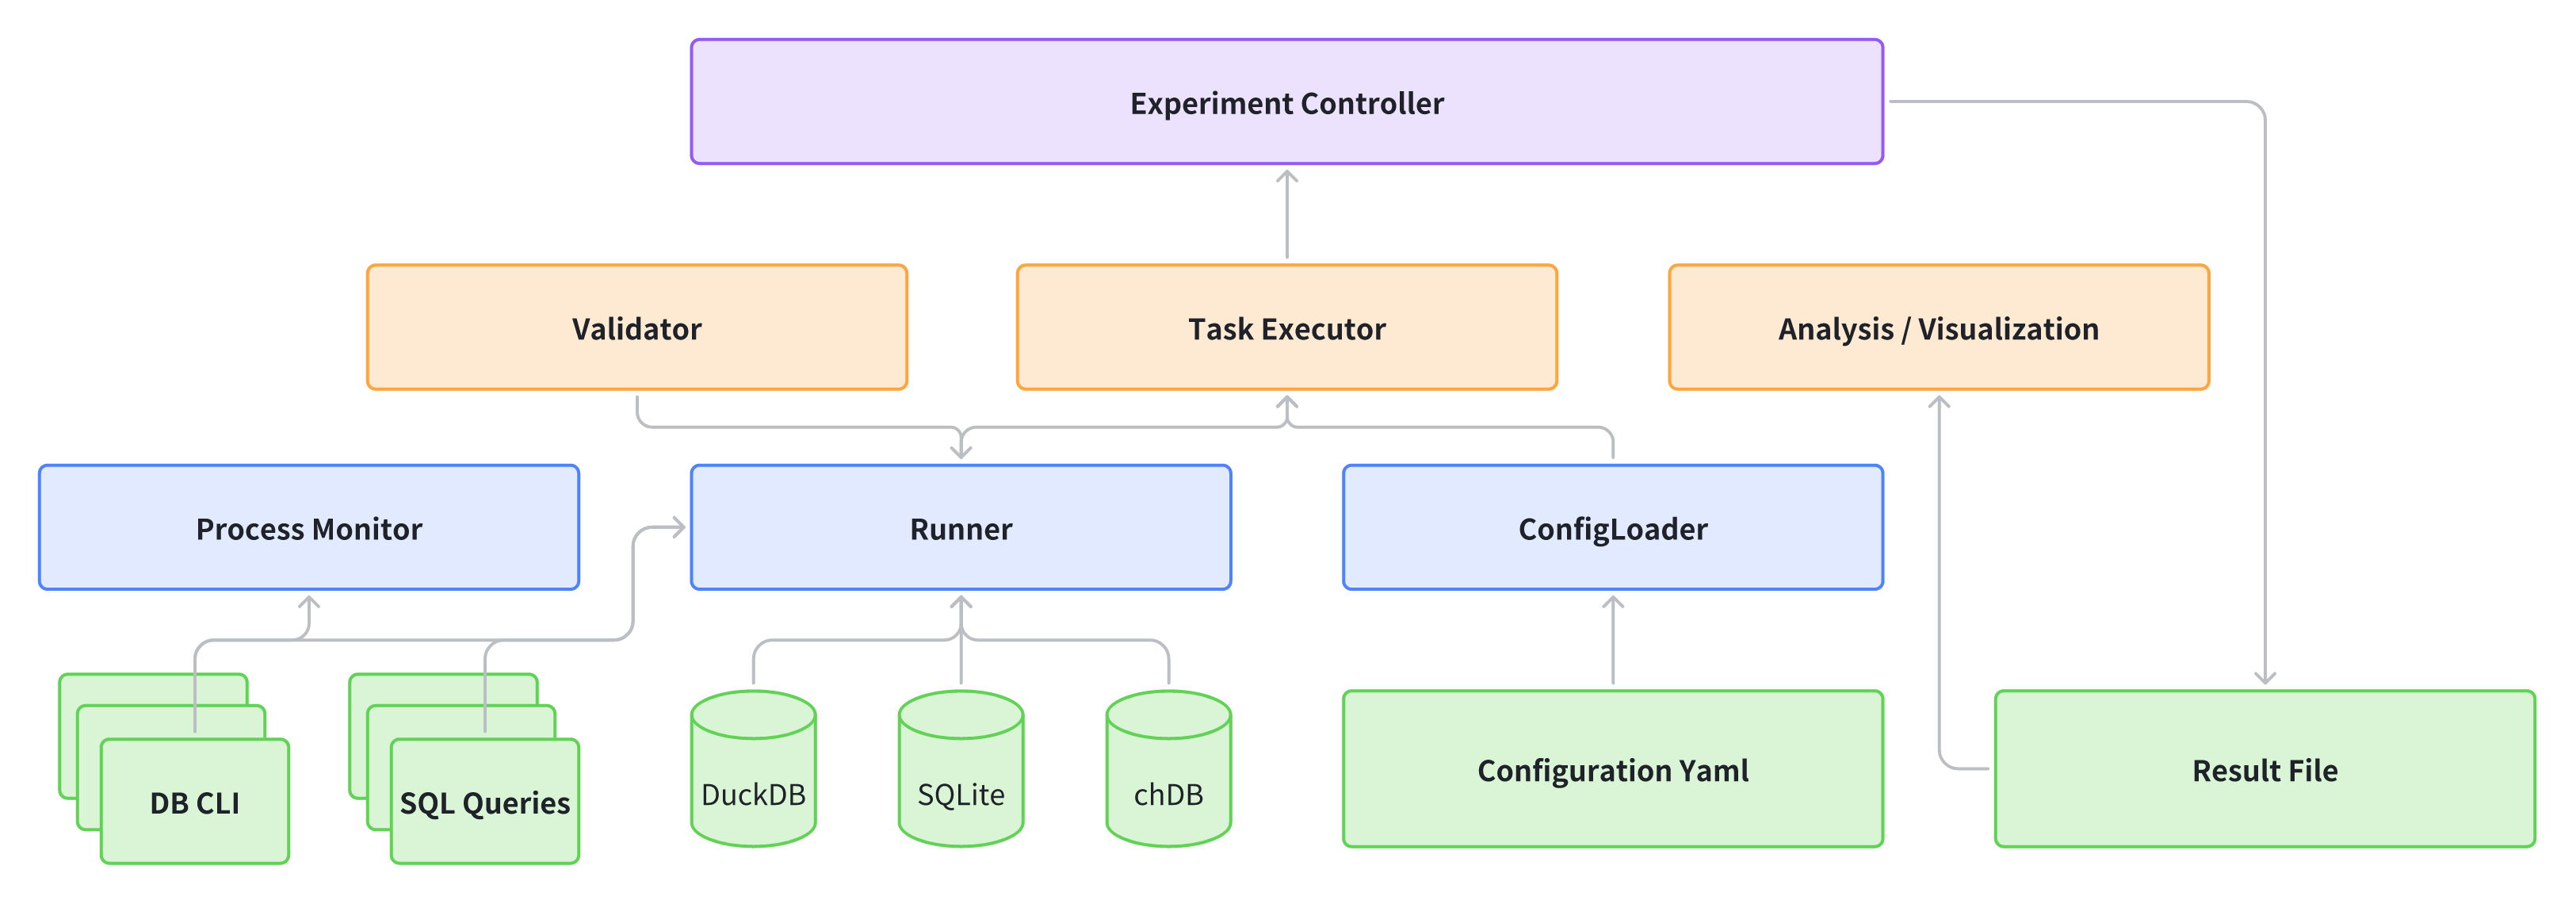 Experiment Controller
Validator
Task Executor
Analysis / Visualization
Process Monitor
Runner
ConfigLoader
DB CLI
SQL Queries
DuckDB
SQLite
chDB
Configuration Yaml
Result File